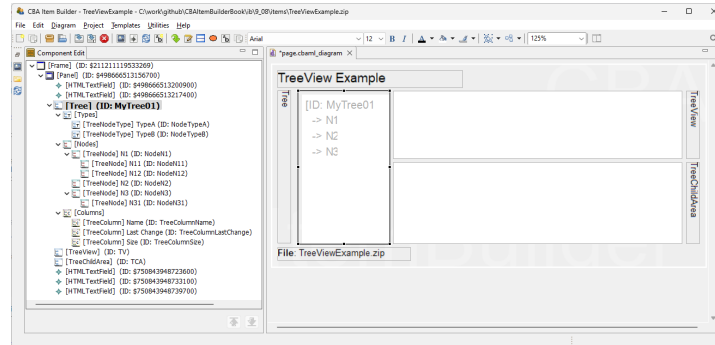 CBA Item Builder - TreeViewExample - C:\work\github\CBAItemBuilderBook\ib\9_08\items\TreeViewExample.zip
File Edit Diagram Project Templates Utilities Help
Arial 12 B I A 125%
Component Edit
*page.cbaml_diagram
[Frame] (ID: $211211119533269)
[Panel] (ID: $498666513156700)
[HTMLTextField] (ID: $498666513200900)
[HTMLTextField] (ID: $498666513217400)
[Tree] (ID: MyTree01)
[Types]
[TreeNodeType] TypeA (ID: NodeTypeA)
[TreeNodeType] TypeB (ID: NodeTypeB)
[Nodes]
[TreeNode] N1 (ID: NodeN1)
[TreeNode] N11 (ID: NodeN11)
[TreeNode] N12 (ID: NodeN12)
[TreeNode] N2 (ID: NodeN2)
[TreeNode] N3 (ID: NodeN3)
[TreeNode] N31 (ID: NodeN31)
[Columns]
[TreeColumn] Name (ID: TreeColumnName)
[TreeColumn] Last Change (ID: TreeColumnLastChange)
[TreeColumn] Size (ID: TreeColumnSize)
[TreeView] (ID: TV)
[TreeChildArea] (ID: TCA)
[HTMLTextField] (ID: $750843948723600)
[HTMLTextField] (ID: $750843948733100)
[HTMLTextField] (ID: $750843948739700)
TreeView Example
Tree
[ID: MyTree01
-> N1
-> N2
-> N3
TreeView
TreeChildArea
File: TreeViewExample.zip